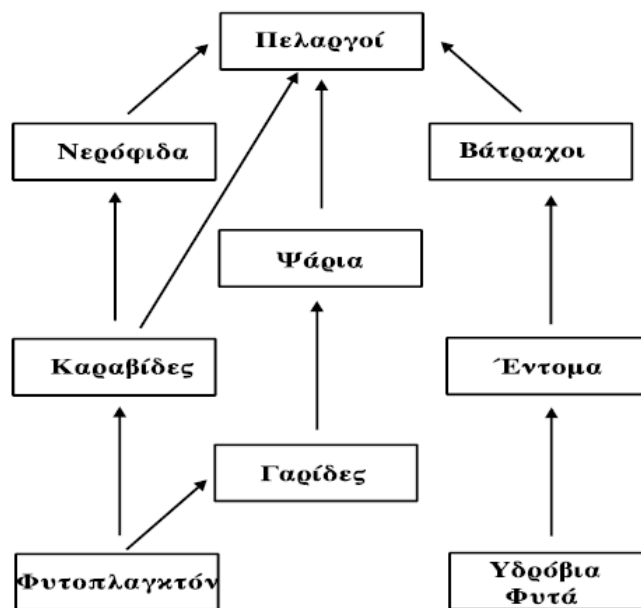 Πελαργοί
Νερόφιδα
Βάτραχοι
Ψάρια
Καραβίδες
Έντομα
Γαρίδες
Φυτοπλαγκτόν
Υδρόβια
Φυτά